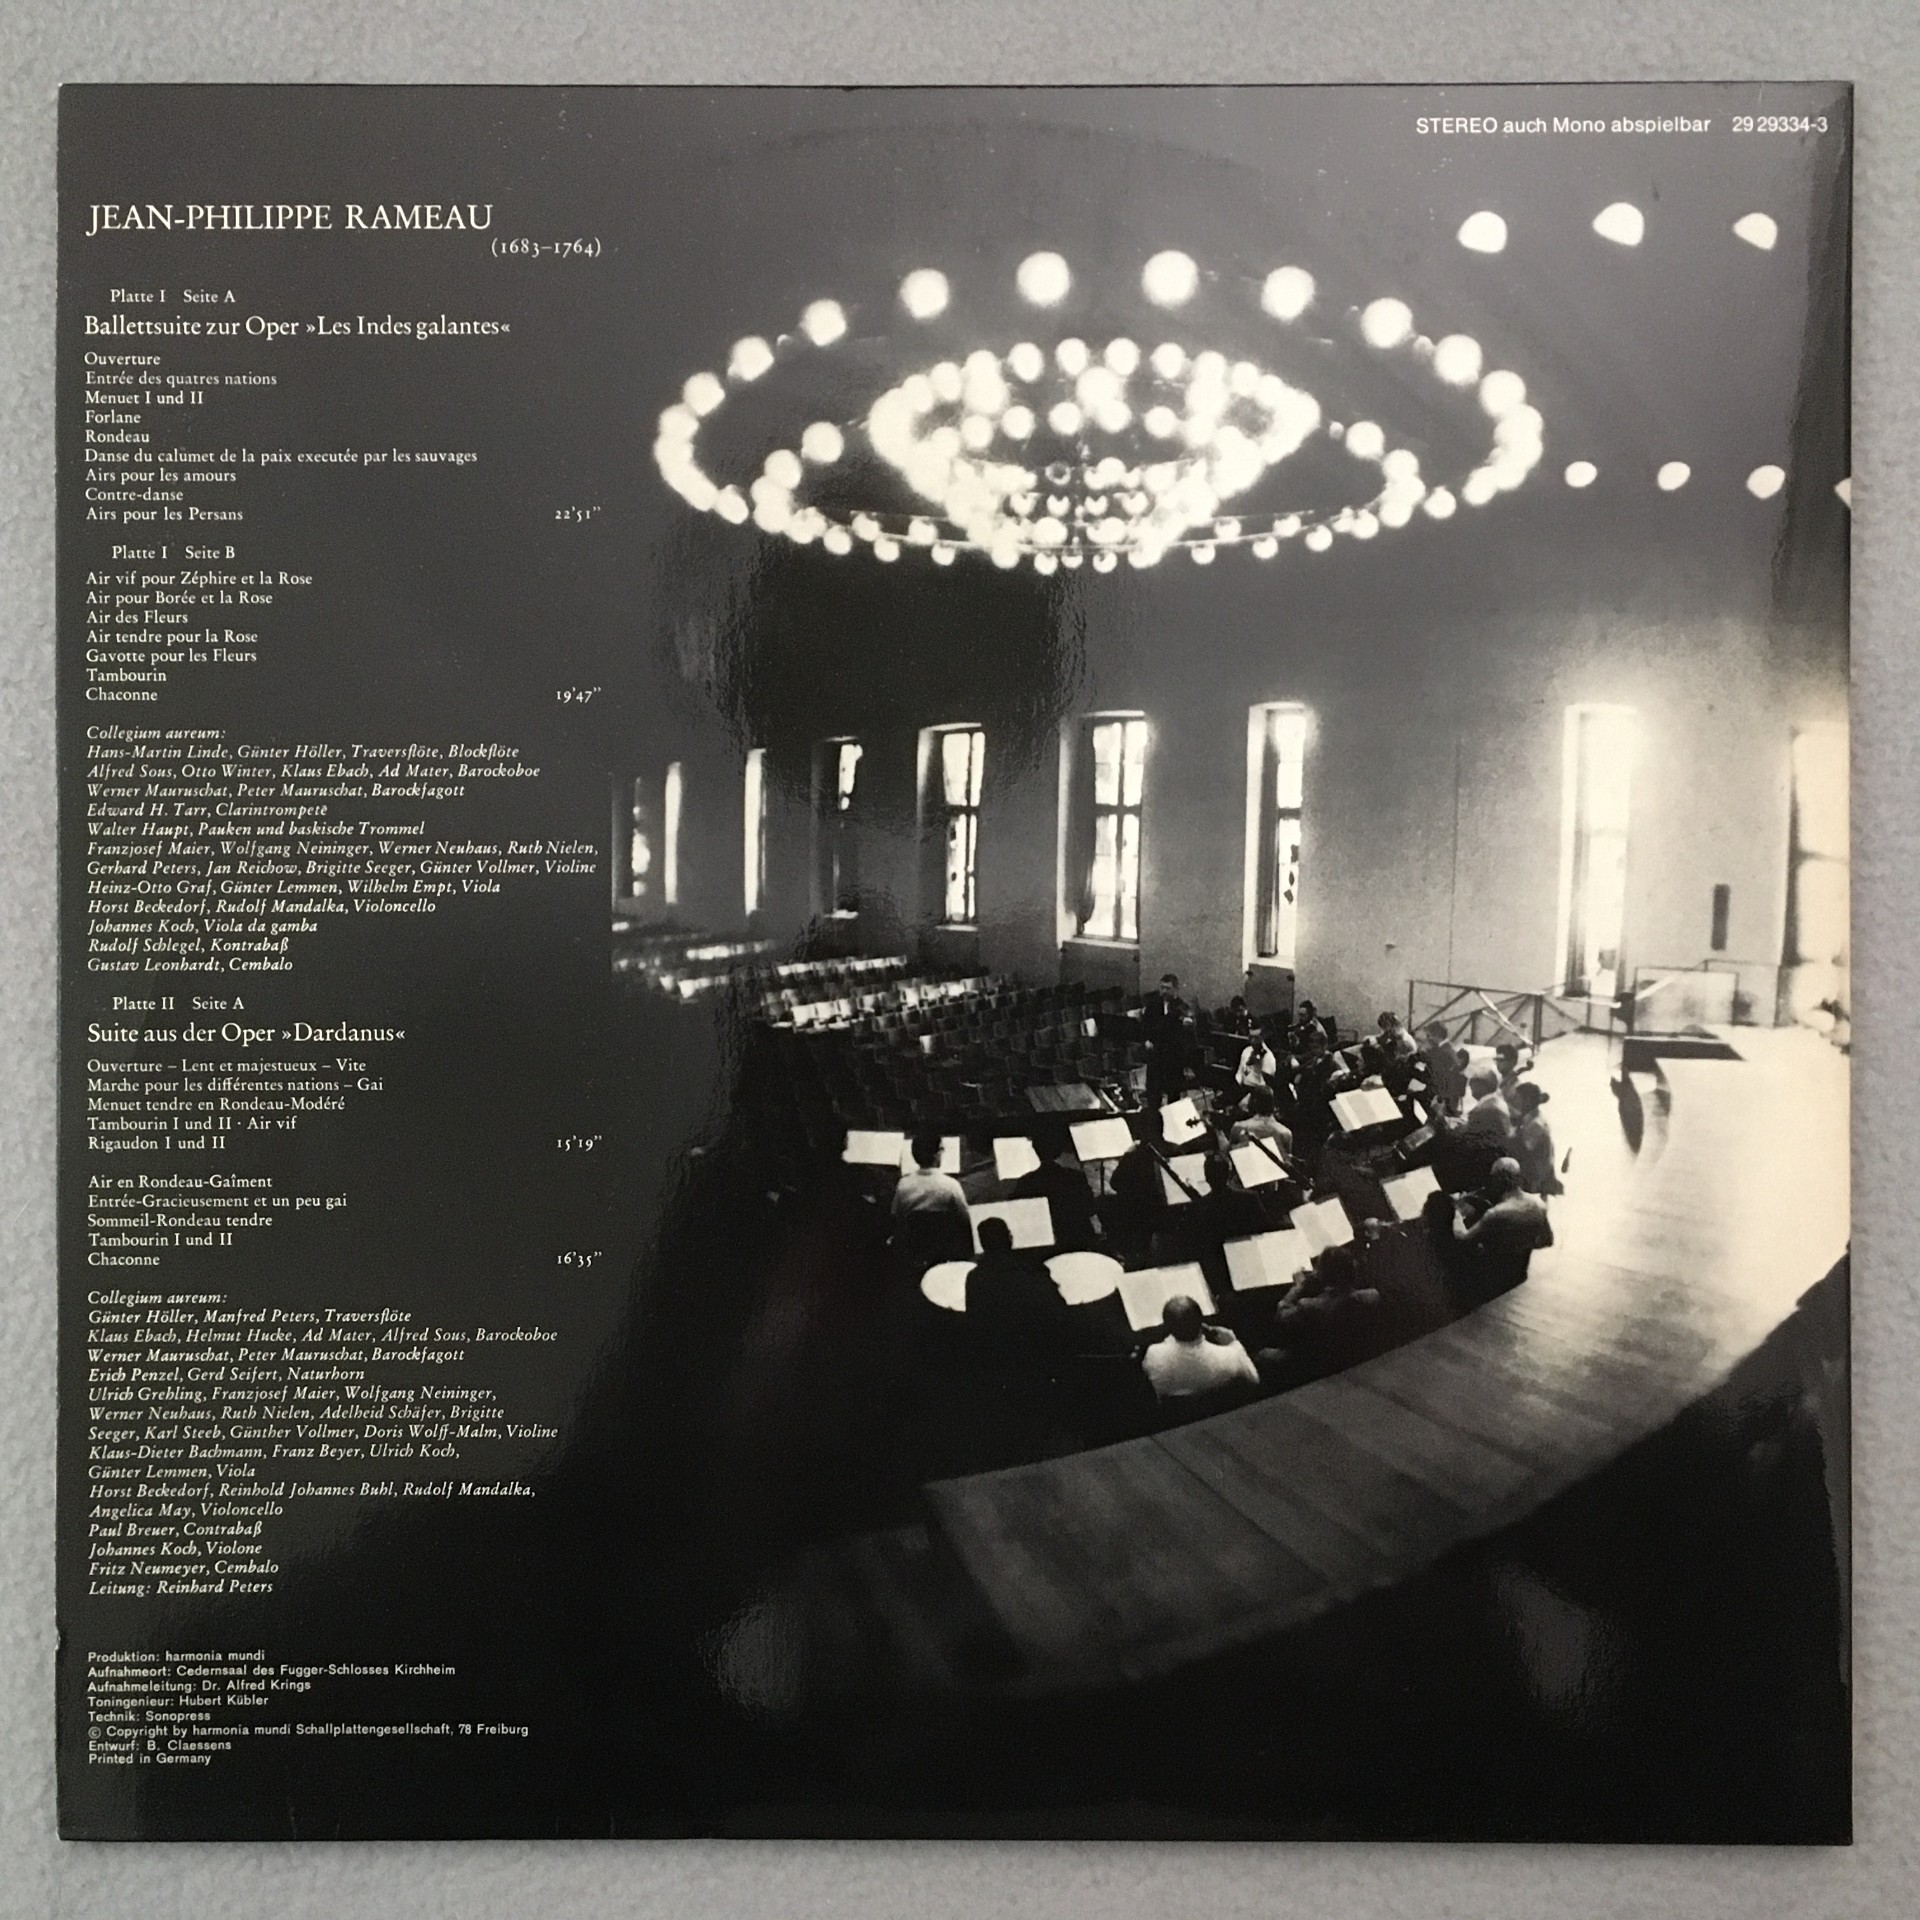 STEREO auch Mono abspielbar 29 29334-3
JEAN-PHILIPPE RAMEAU
(1683–1764)
Platte I Seite A
Ballettsuite zur Oper »Les Indes galantes«
Ouverture
Entrée des quatres nations
Menuet I und II
Forlane
Rondeau
Danse du calumet de la paix executée par les sauvages
Airs pour les amours
Contre-danse
Airs pour les Persans 22’51”
Platte I Seite B
Air vif pour Zéphire et la Rose
Air pour Borée et la Rose
Air des Fleurs
Air tendre pour la Rose
Gavotte pour les Fleurs
Tambourin
Chaconne 19’47”
Collegium aureum:
Hans-Martin Linde, Günter Höller, Traversflöte, Blockflöte
Alfred Sous, Otto Winter, Klaus Ebach, Ad Mater, Barockoboe
Werner Mauruschat, Peter Mauruschat, Barockfagott
Edward H. Tarr, Clarintrompete
Walter Haupt, Pauken und baskische Trommel
Franzjosef Maier, Wolfgang Neininger, Werner Neuhaus, Ruth Nielen,
Gerhard Peters, Jan Reichow, Brigitte Seeger, Günter Vollmer, Violine
Heinz-Otto Graf, Günter Lemmen, Wilhelm Empt, Viola
Horst Beckedorf, Rudolf Mandalka, Violoncello
Johannes Koch, Viola da gamba
Rudolf Schlegel, Kontrabaß
Gustav Leonhardt, Cembalo
Platte II Seite A
Suite aus der Oper »Dardanus«
Ouverture – Lent et majestueux – Vite
Marche pour les différentes nations – Gai
Menuet tendre en Rondeau-Modéré
Tambourin I und II · Air vif
Rigaudon I und II 15’19”
Air en Rondeau-Gaîment
Entrée-Gracieusement et un peu gai
Sommeil-Rondeau tendre
Tambourin I und II
Chaconne 16’35”
Collegium aureum:
Günter Höller, Manfred Peters, Traversflöte
Klaus Ebach, Helmut Hucke, Ad Mater, Alfred Sous, Barockoboe
Werner Mauruschat, Peter Mauruschat, Barockfagott
Erich Penzel, Gerd Seifert, Naturhorn
Ulrich Grehling, Franzjosef Maier, Wolfgang Neininger,
Werner Neuhaus, Ruth Nielen, Adelheid Schäfer, Brigitte
Seeger, Karl Steeb, Günther Vollmer, Doris Wolff-Malm, Violine
Klaus-Dieter Bachmann, Franz Beyer, Ulrich Koch,
Günter Lemmen, Viola
Horst Beckedorf, Reinhold Johannes Buhl, Rudolf Mandalka,
Angelica May, Violoncello
Paul Breuer, Contrabaß
Johannes Koch, Violone
Fritz Neumeyer, Cembalo
Leitung: Reinhard Peters
Produktion: harmonia mundi
Aufnahmeort: Cedernsaal des Fugger-Schlosses Kirchheim
Aufnahmeleitung: Dr. Alfred Krings
Toningenieur: Hubert Kübler
Technik: Sonopress
© Copyright by harmonia mundi Schallplattengesellschaft, 78 Freiburg
Entwurf: B. Claessens
Printed in Germany